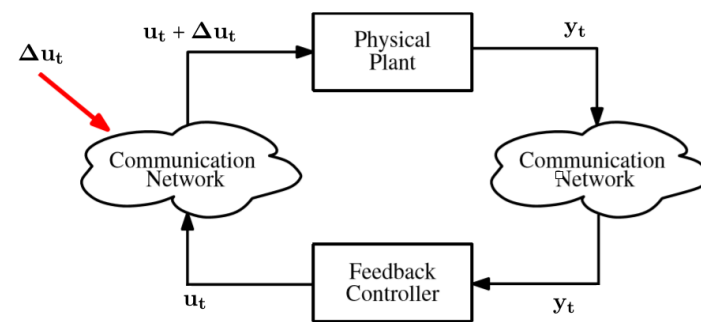 u_t + Δu_t
Physical
Plant
y_t
Δu_t
Communication
Network
Communication
Network
Feedback
Controller
u_t
y_t